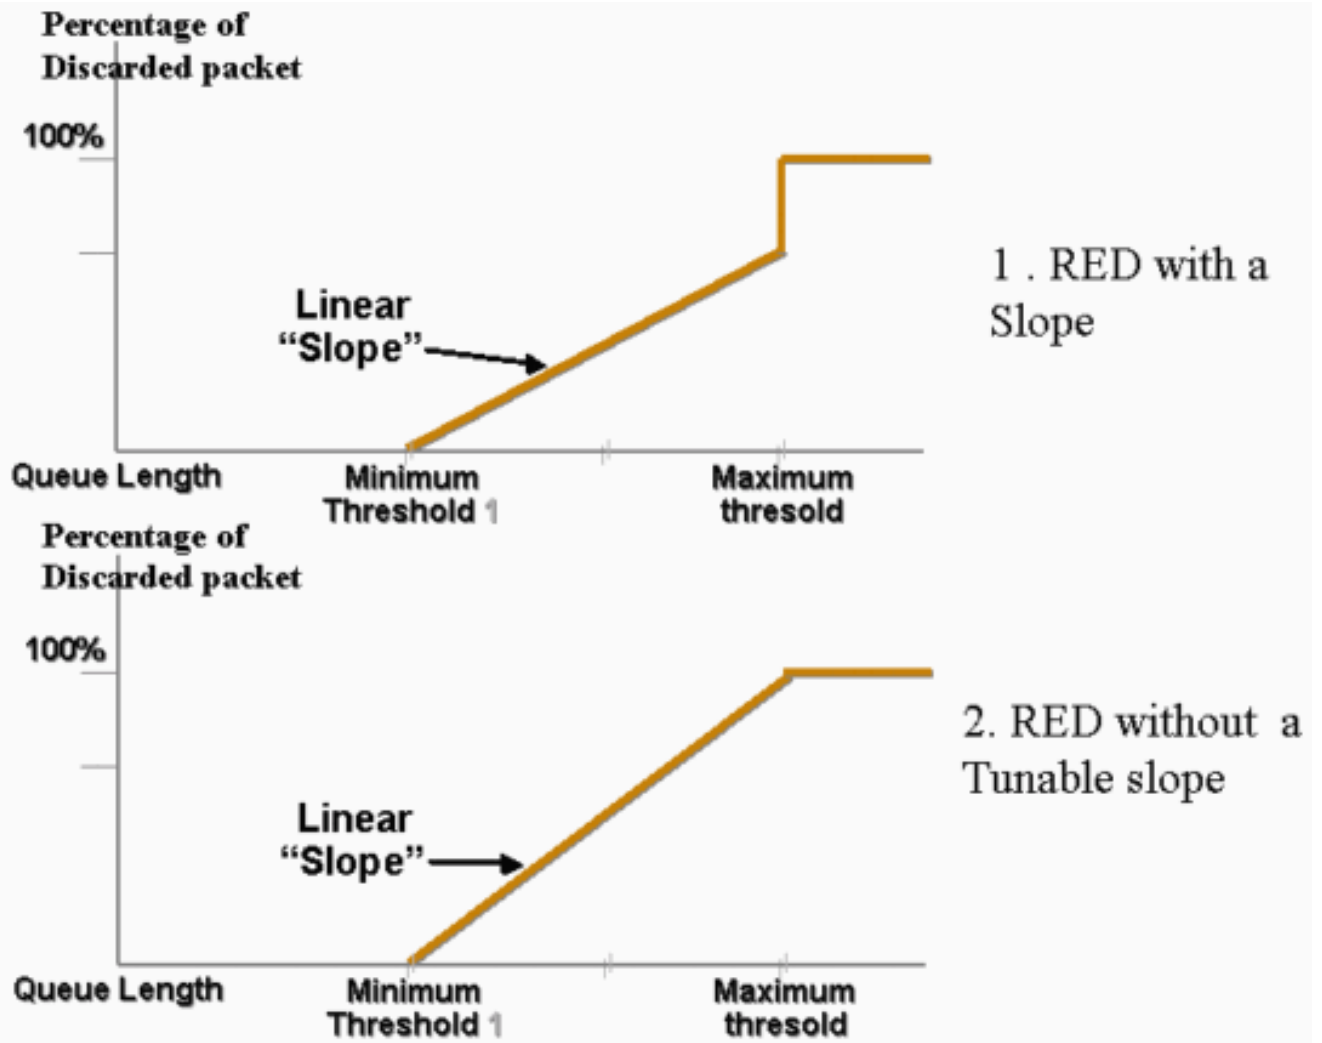 Percentage of
Discarded packet
100%
Linear
“Slope”
1 . RED with a
Slope
Queue Length
Minimum
Threshold 1
Maximum
thresold
Percentage of
Discarded packet
100%
2. RED without a
Tunable slope
Linear
“Slope”
Queue Length
Minimum
Threshold 1
Maximum
thresold